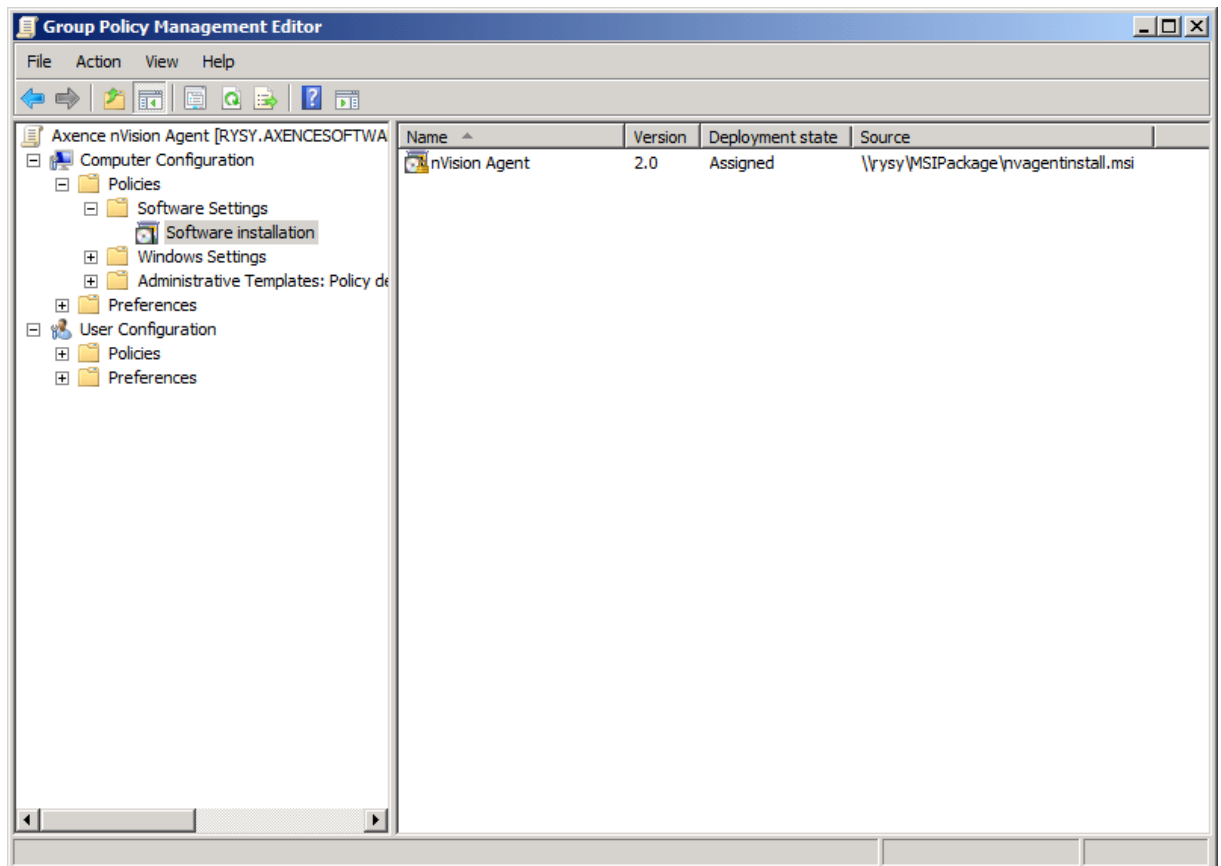 Group Policy Management Editor
File Action View Help
Axence nVision Agent [RYSY.AXENCESOFTWA
Computer Configuration
Policies
Software Settings
Software installation
Windows Settings
Administrative Templates: Policy de
Preferences
User Configuration
Policies
Preferences
Name Version Deployment state Source
nVision Agent 2.0 Assigned \\rysy\MSIPackage\nvagentinstall.msi